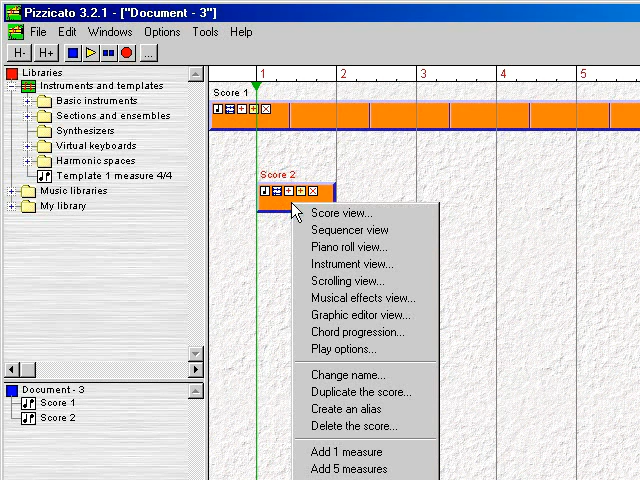 Pizzicato 3.2.1 - ["Document - 3"]
File Edit Windows Options Tools Help
H- H+ ...
Libraries
Instruments and templates
Basic instruments
Sections and ensembles
Synthesizers
Virtual keyboards
Harmonic spaces
Template 1 measure 4/4
Music libraries
My library
Document - 3
Score 1
Score 2
1 2 3 4 5
Score 1
Score 2
Score view...
Sequencer view
Piano roll view...
Instrument view...
Scrolling view...
Musical effects view...
Graphic editor view...
Chord progression...
Play options...
Change name...
Duplicate the score...
Create an alias
Delete the score...
Add 1 measure
Add 5 measures